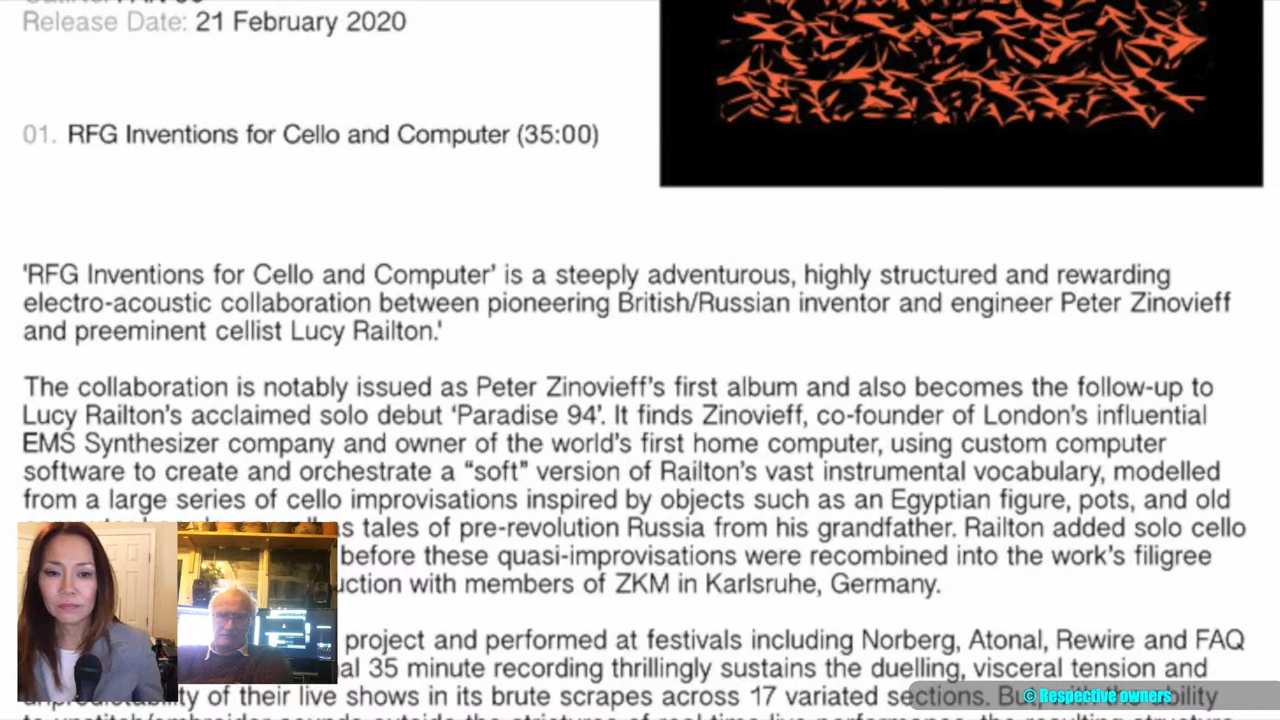 Release Date: 21 February 2020
01. RFG Inventions for Cello and Computer (35:00)
'RFG Inventions for Cello and Computer' is a steeply adventurous, highly structured and rewarding
electro-acoustic collaboration between pioneering British/Russian inventor and engineer Peter Zinovieff
and preeminent cellist Lucy Railton.'
The collaboration is notably issued as Peter Zinovieff's first album and also becomes the follow-up to
Lucy Railton's acclaimed solo debut 'Paradise 94'. It finds Zinovieff, co-founder of London's influential
EMS Synthesizer company and owner of the world's first home computer, using custom computer
software to create and orchestrate a “soft” version of Railton's vast instrumental vocabulary, modelled
from a large series of cello improvisations inspired by objects such as an Egyptian figure, pots, and old
tales of pre-revolution Russia from his grandfather. Railton added solo cello
before these quasi-improvisations were recombined into the work's filigree
with members of ZKM in Karlsruhe, Germany.
project and performed at festivals including Norberg, Atonal, Rewire and FAQ
35 minute recording thrillingly sustains the duelling, visceral tension and
of their live shows in its brute scrapes across 17 variated sections.
© Respective owners